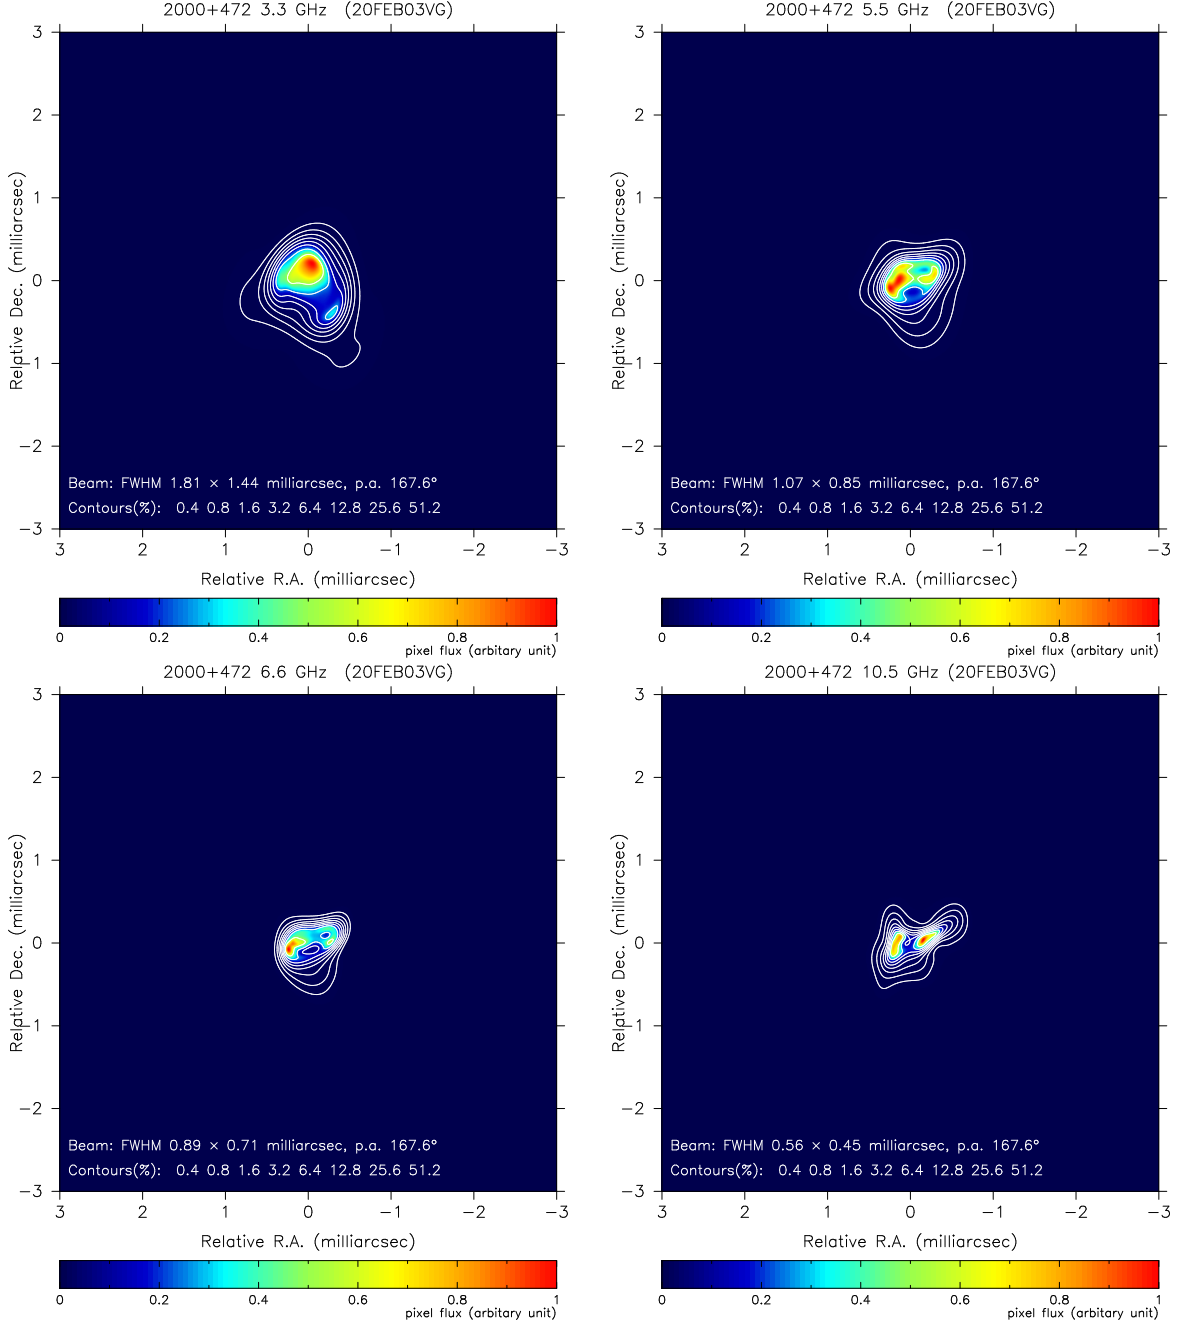 2000+472 3.3 GHz (20FEB03VG)
3
2
1
0
−1
−2
−3
Relative Dec. (milliarcsec)
Beam: FWHM 1.81 × 1.44 milliarcsec, p.a. 167.6°
Contours(%): 0.4 0.8 1.6 3.2 6.4 12.8 25.6 51.2
3 2 1 0 −1 −2 −3
Relative R.A. (milliarcsec)
0 0.2 0.4 0.6 0.8 1
pixel flux (arbitary unit)
2000+472 5.5 GHz (20FEB03VG)
3
2
1
0
−1
−2
−3
Relative Dec. (milliarcsec)
Beam: FWHM 1.07 × 0.85 milliarcsec, p.a. 167.6°
Contours(%): 0.4 0.8 1.6 3.2 6.4 12.8 25.6 51.2
3 2 1 0 −1 −2 −3
Relative R.A. (milliarcsec)
0 0.2 0.4 0.6 0.8 1
pixel flux (arbitary unit)
2000+472 6.6 GHz (20FEB03VG)
3
2
1
0
−1
−2
−3
Relative Dec. (milliarcsec)
Beam: FWHM 0.89 × 0.71 milliarcsec, p.a. 167.6°
Contours(%): 0.4 0.8 1.6 3.2 6.4 12.8 25.6 51.2
3 2 1 0 −1 −2 −3
Relative R.A. (milliarcsec)
0 0.2 0.4 0.6 0.8 1
pixel flux (arbitary unit)
2000+472 10.5 GHz (20FEB03VG)
3
2
1
0
−1
−2
−3
Relative Dec. (milliarcsec)
Beam: FWHM 0.56 × 0.45 milliarcsec, p.a. 167.6°
Contours(%): 0.4 0.8 1.6 3.2 6.4 12.8 25.6 51.2
3 2 1 0 −1 −2 −3
Relative R.A. (milliarcsec)
0 0.2 0.4 0.6 0.8 1
pixel flux (arbitary unit)